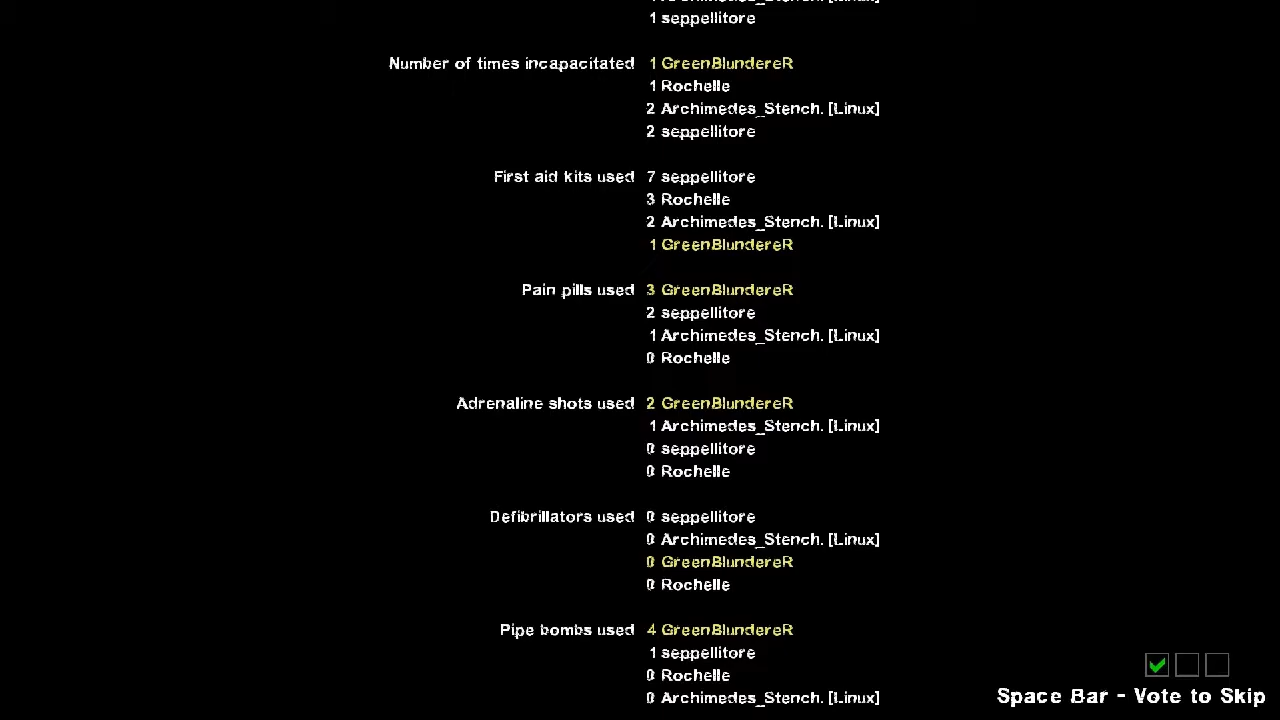 1 seppellitore
Number of times incapacitated 1 GreenBlundereR
1 Rochelle
2 Archimedes_Stench. [Linux]
2 seppellitore
First aid kits used 7 seppellitore
3 Rochelle
2 Archimedes_Stench. [Linux]
1 GreenBlundereR
Pain pills used 3 GreenBlundereR
2 seppellitore
1 Archimedes_Stench. [Linux]
0 Rochelle
Adrenaline shots used 2 GreenBlundereR
1 Archimedes_Stench. [Linux]
0 seppellitore
0 Rochelle
Defibrillators used 0 seppellitore
0 Archimedes_Stench. [Linux]
0 GreenBlundereR
0 Rochelle
Pipe bombs used 4 GreenBlundereR
1 seppellitore
0 Rochelle
0 Archimedes_Stench. [Linux]
Space Bar - Vote to Skip